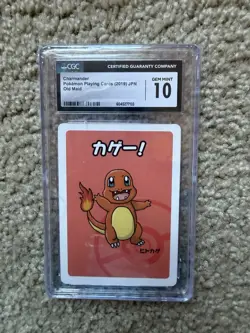 CGC
CERTIFIED GUARANTY COMPANY
Charmander
Pokémon Playing Cards (2019) JPN
Old Maid
GEM MINT
10
カゲー!
ヒトカゲ